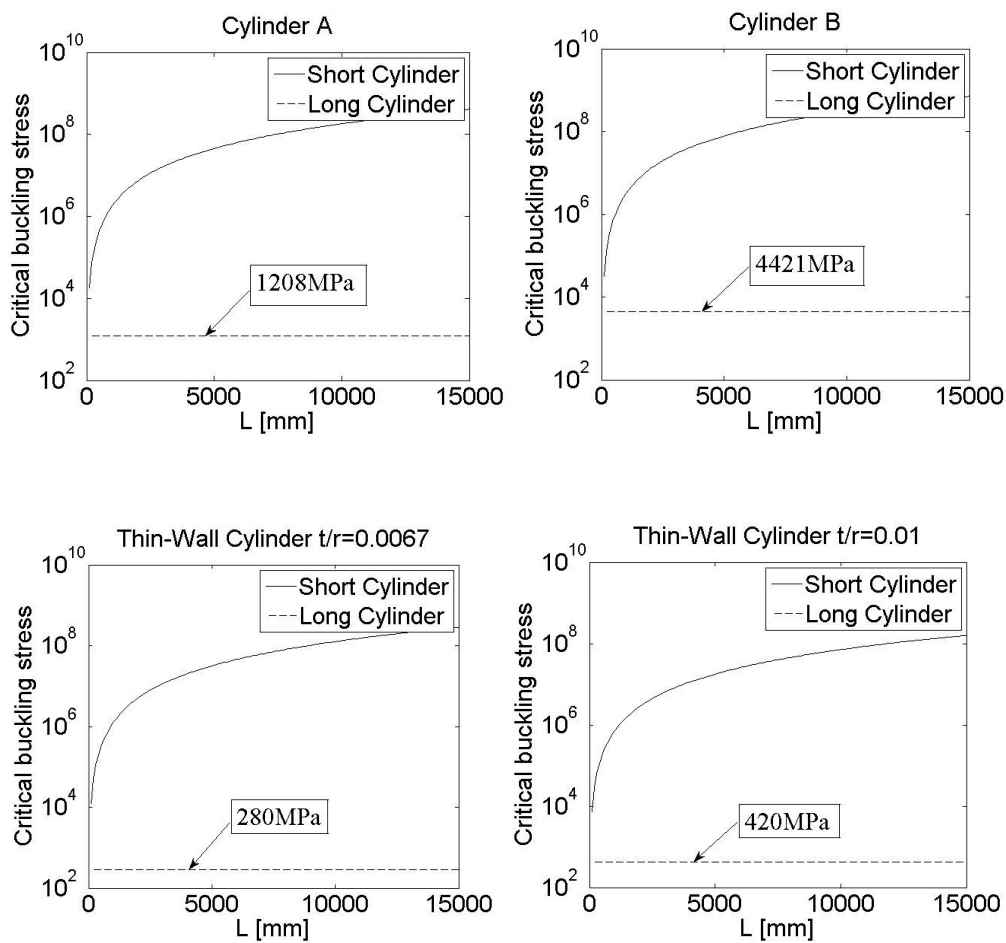 Cylinder A
10^10
10^8
10^6
10^4
10^2
Critical buckling stress
Short Cylinder
Long Cylinder
1208MPa
0 5000 10000 15000
L [mm]
Cylinder B
10^10
10^8
10^6
10^4
10^2
Critical buckling stress
Short Cylinder
Long Cylinder
4421MPa
0 5000 10000 15000
L [mm]
Thin-Wall Cylinder t/r=0.0067
10^10
10^8
10^6
10^4
10^2
Critical buckling stress
Short Cylinder
Long Cylinder
280MPa
0 5000 10000 15000
L [mm]
Thin-Wall Cylinder t/r=0.01
10^10
10^8
10^6
10^4
10^2
Critical buckling stress
Short Cylinder
Long Cylinder
420MPa
0 5000 10000 15000
L [mm]